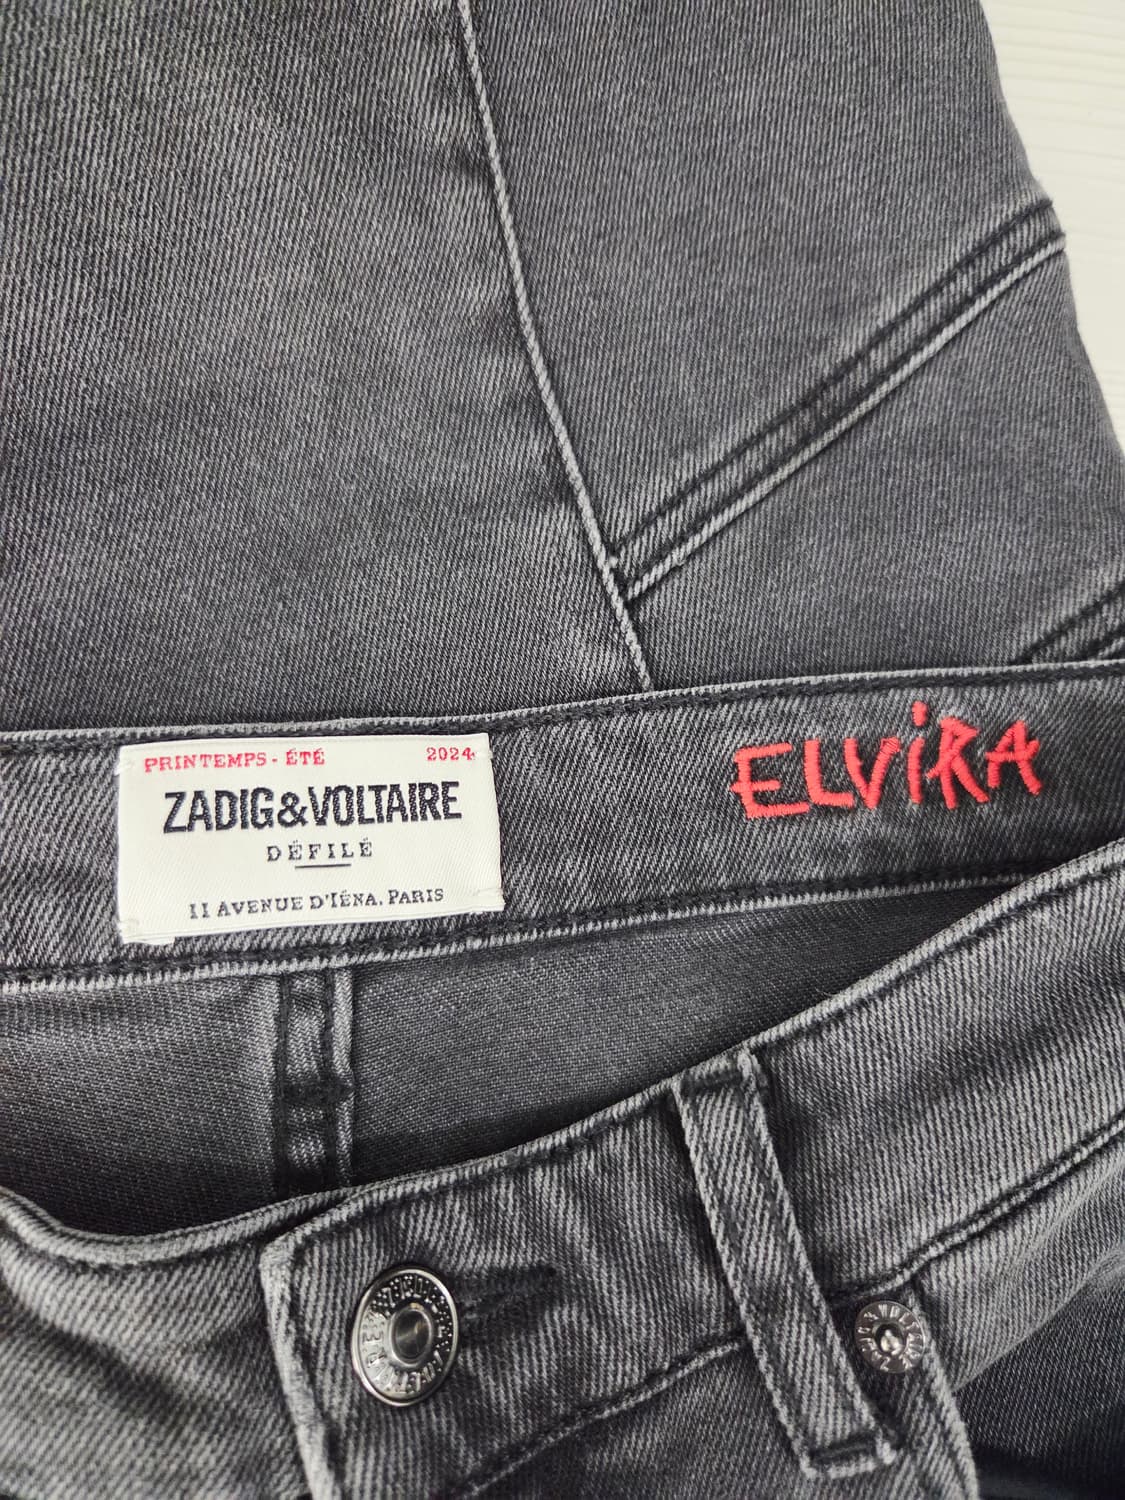 PRINTEMPS - ÉTÉ 2024
ZADIG&VOLTAIRE
DÉFILÉ
11 AVENUE D'IÉNA, PARIS
ELViRA